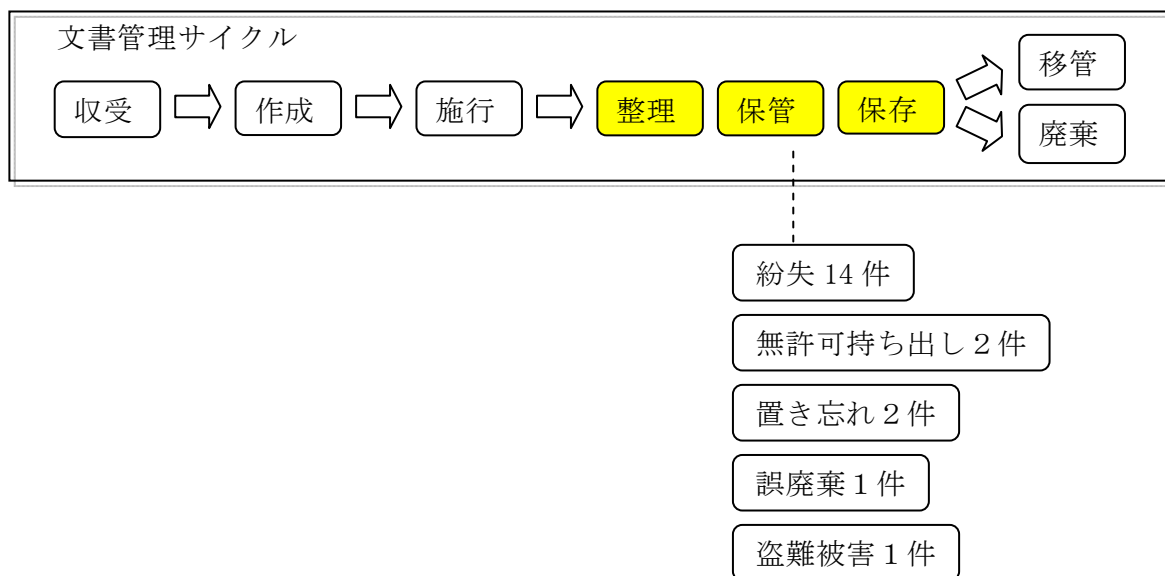 文書管理サイクル
収受
作成
施行
整理
保管
保存
移管
廃棄
紛失 14 件
無許可持ち出し２件
置き忘れ２件
誤廃棄１件
盗難被害１件